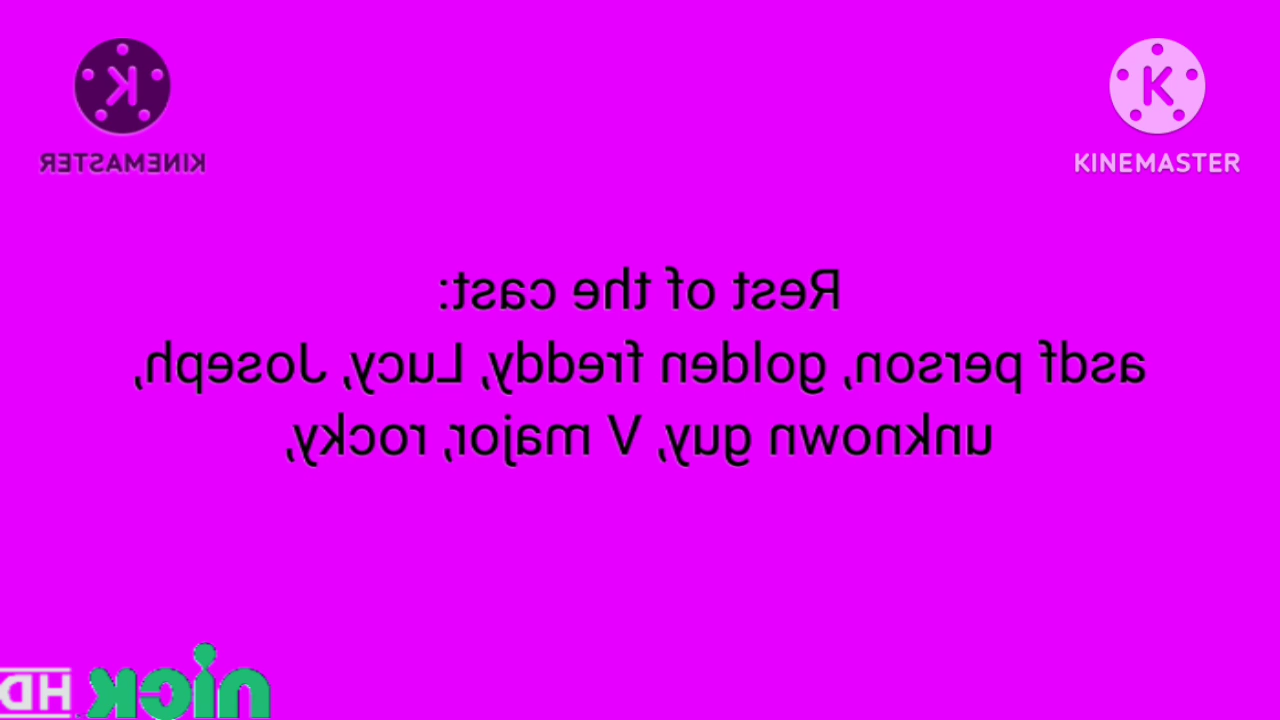 KINEMASTER
KINEMASTER
Rest of the cast:
asdf person, golden freddy, Lucy, Joseph,
unknown guy, V major, rocky,
nick HD